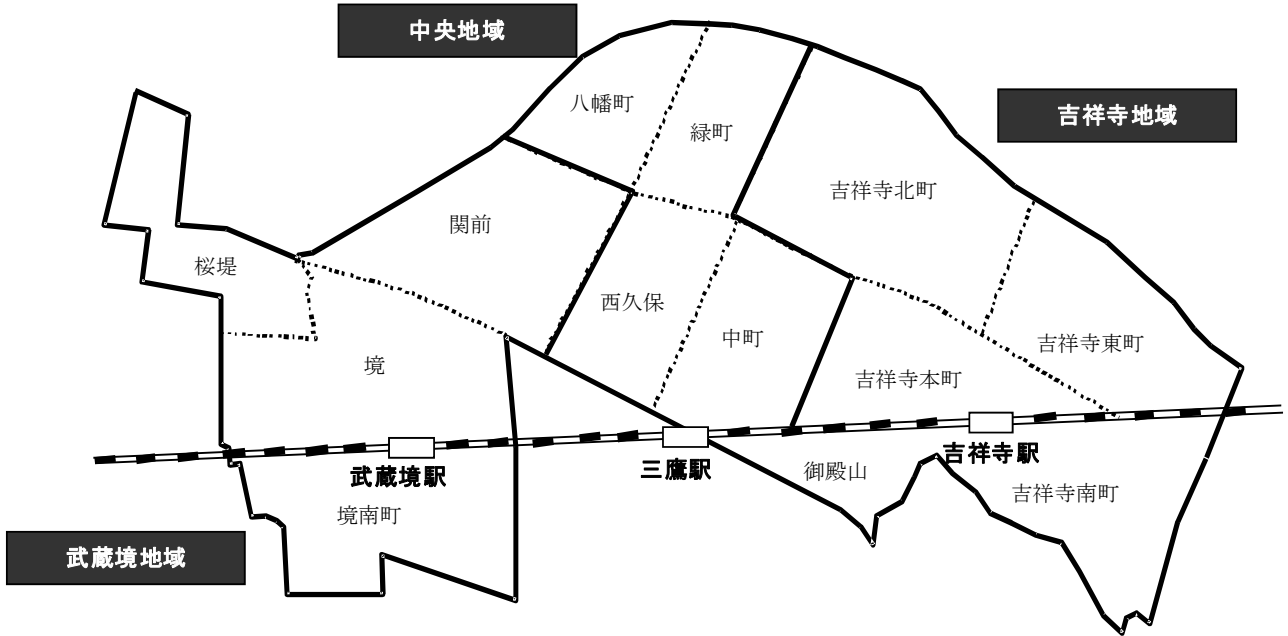 中央地域
八幡町
緑町
吉祥寺地域
吉祥寺北町
関前
桜堤
西久保
中町
吉祥寺東町
境
吉祥寺本町
武蔵境駅
三鷹駅
御殿山
吉祥寺駅
吉祥寺南町
境南町
武蔵境地域